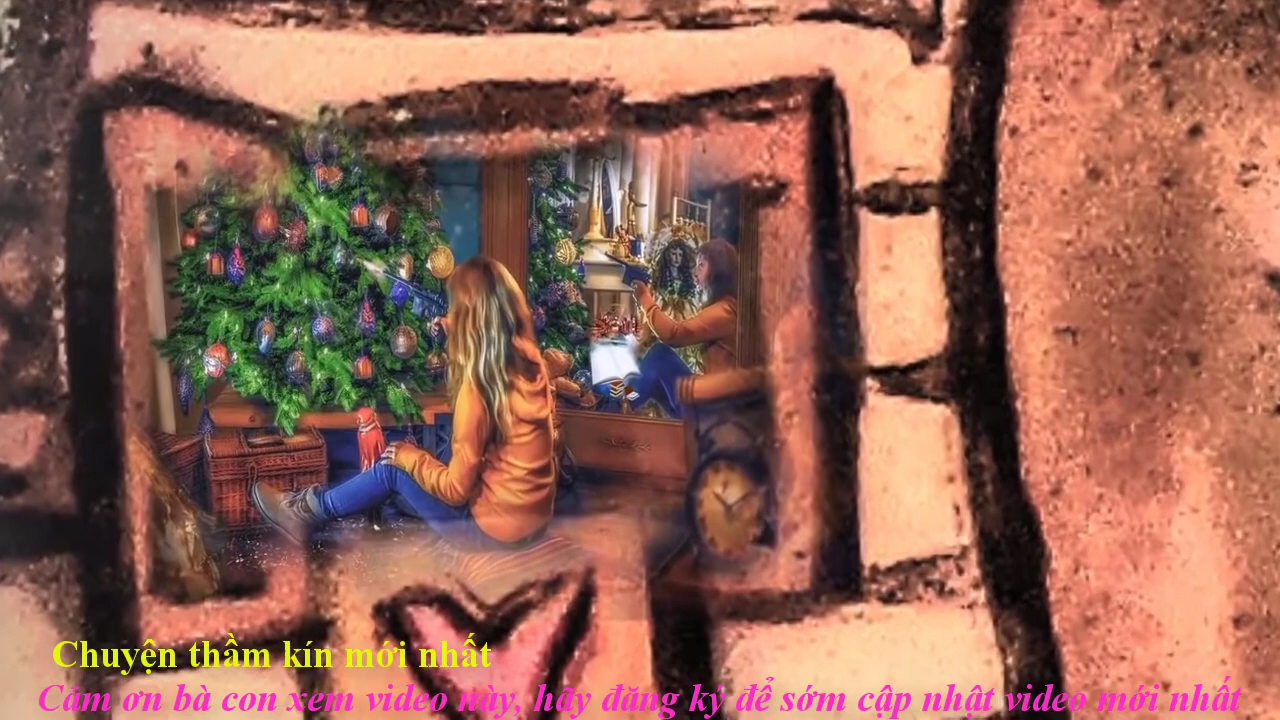 Chuyện thầm kín mới nhất
Cảm ơn bà con xem video này, hãy đăng ký để sớm cập nhật video mới nhất